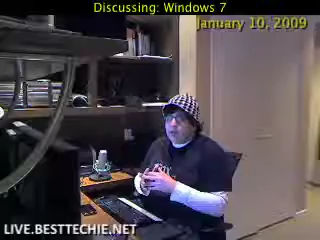 Discussing: Windows 7
January 10, 2009
LIVE.BESTTECHIE.NET